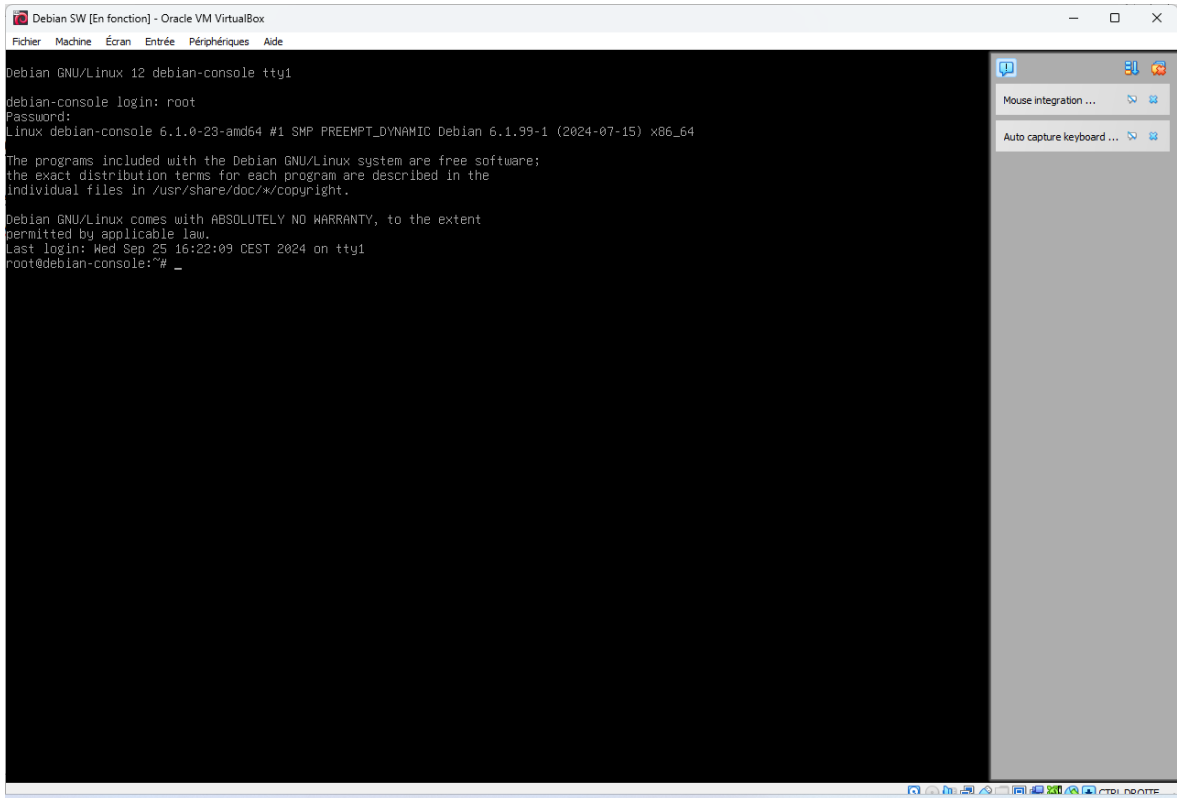 Debian SW [En fonction] - Oracle VM VirtualBox
Fichier Machine Écran Entrée Périphériques Aide
Debian GNU/Linux 12 debian-console tty1
debian-console login: root
Password:
Linux debian-console 6.1.0-23-amd64 #1 SMP PREEMPT_DYNAMIC Debian 6.1.99-1 (2024-07-15) x86_64
The programs included with the Debian GNU/Linux system are free software;
the exact distribution terms for each program are described in the
individual files in /usr/share/doc/*/copyright.
Debian GNU/Linux comes with ABSOLUTELY NO WARRANTY, to the extent
permitted by applicable law.
Last login: Wed Sep 25 16:22:09 CEST 2024 on tty1
root@debian-console:~# _
Mouse integration ...
Auto capture keyboard ...
CTRL DROITE